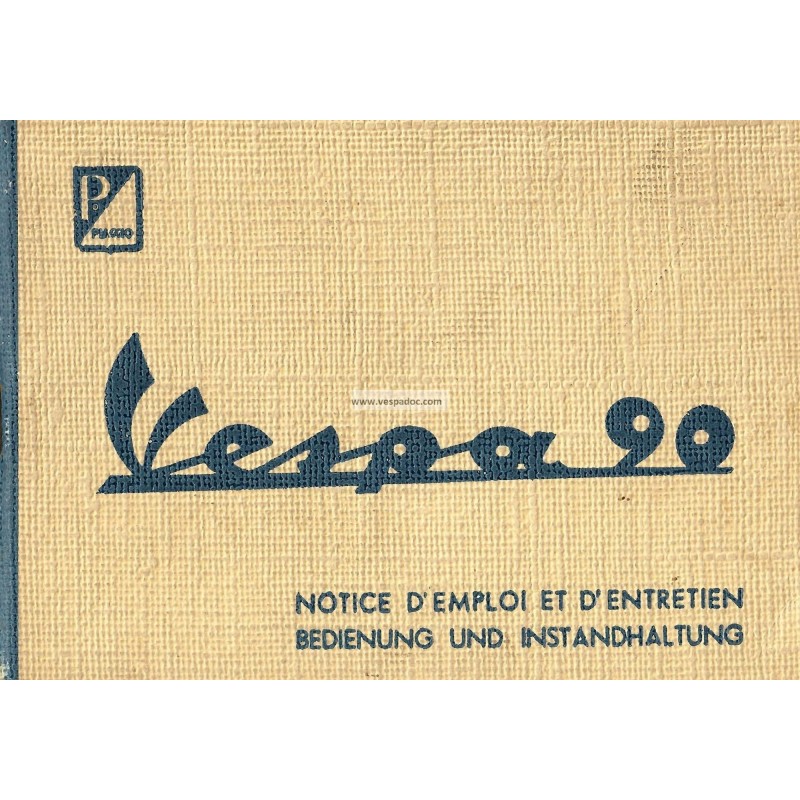 P
PIAGGIO
www.vespadoc.com
Vespa 90
NOTICE D'EMPLOI ET D'ENTRETIEN
BEDIENUNG UND INSTANDHALTUNG